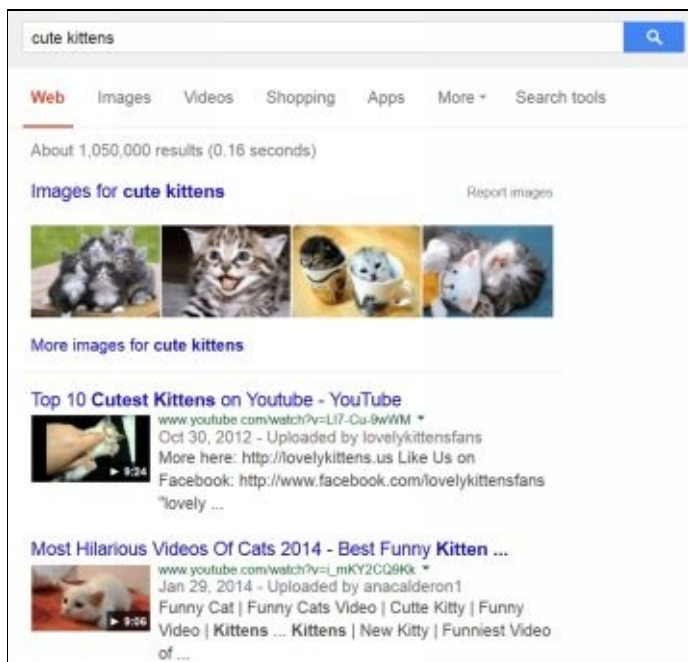 cute kittens
Web Images Videos Shopping Apps More Search tools
About 1,050,000 results (0.16 seconds)
Images for cute kittens Report images
More images for cute kittens
Top 10 Cutest Kittens on Youtube - YouTube
www.youtube.com/watch?v=LI7-Cu-9wWM
Oct 30, 2012 - Uploaded by lovelykittensfans
More here: http://lovelykittens.us Like Us on
9:24 Facebook: http://www.facebook.com/lovelykittensfans
"lovely ...
Most Hilarious Videos Of Cats 2014 - Best Funny Kitten ...
www.youtube.com/watch?v=i_mKY2CQ9Kk
Jan 29, 2014 - Uploaded by anacalderon1
Funny Cat | Funny Cats Video | Cutte Kitty | Funny
9:06 Video | Kittens ... Kittens | New Kitty | Funniest Video
of ...